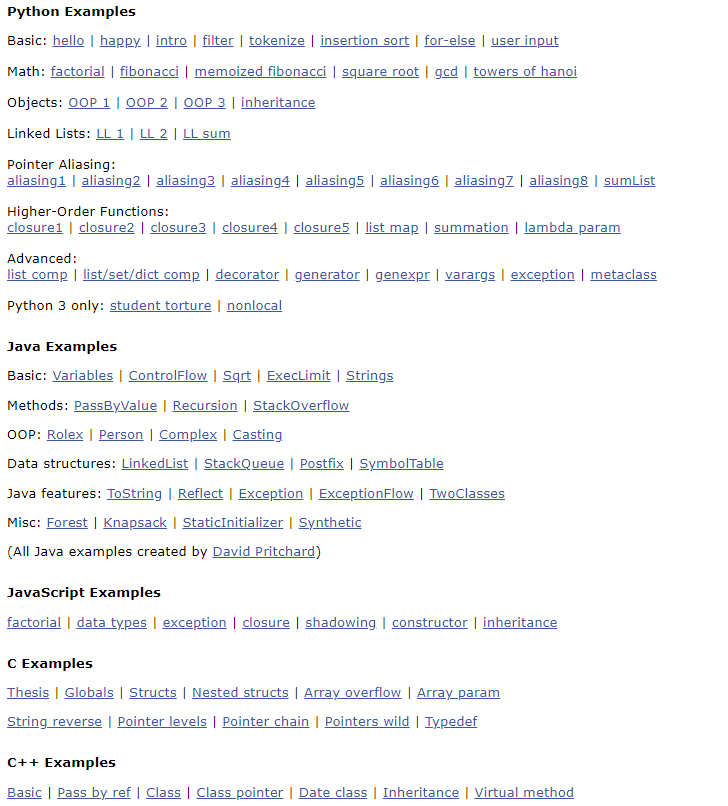 Python Examples
Basic: hello | happy | intro | filter | tokenize | insertion sort | for-else | user input
Math: factorial | fibonacci | memoized fibonacci | square root | gcd | towers of hanoi
Objects: OOP 1 | OOP 2 | OOP 3 | inheritance
Linked Lists: LL 1 | LL 2 | LL sum
Pointer Aliasing:
aliasing1 | aliasing2 | aliasing3 | aliasing4 | aliasing5 | aliasing6 | aliasing7 | aliasing8 | sumList
Higher-Order Functions:
closure1 | closure2 | closure3 | closure4 | closure5 | list map | summation | lambda param
Advanced:
list comp | list/set/dict comp | decorator | generator | genexpr | varargs | exception | metaclass
Python 3 only: student torture | nonlocal
Java Examples
Basic: Variables | ControlFlow | Sqrt | ExecLimit | Strings
Methods: PassByValue | Recursion | StackOverflow
OOP: Rolex | Person | Complex | Casting
Data structures: LinkedList | StackQueue | Postfix | SymbolTable
Java features: ToString | Reflect | Exception | ExceptionFlow | TwoClasses
Misc: Forest | Knapsack | StaticInitializer | Synthetic
(All Java examples created by David Pritchard)
JavaScript Examples
factorial | data types | exception | closure | shadowing | constructor | inheritance
C Examples
Thesis | Globals | Structs | Nested structs | Array overflow | Array param
String reverse | Pointer levels | Pointer chain | Pointers wild | Typedef
C++ Examples
Basic | Pass by ref | Class | Class pointer | Date class | Inheritance | Virtual method